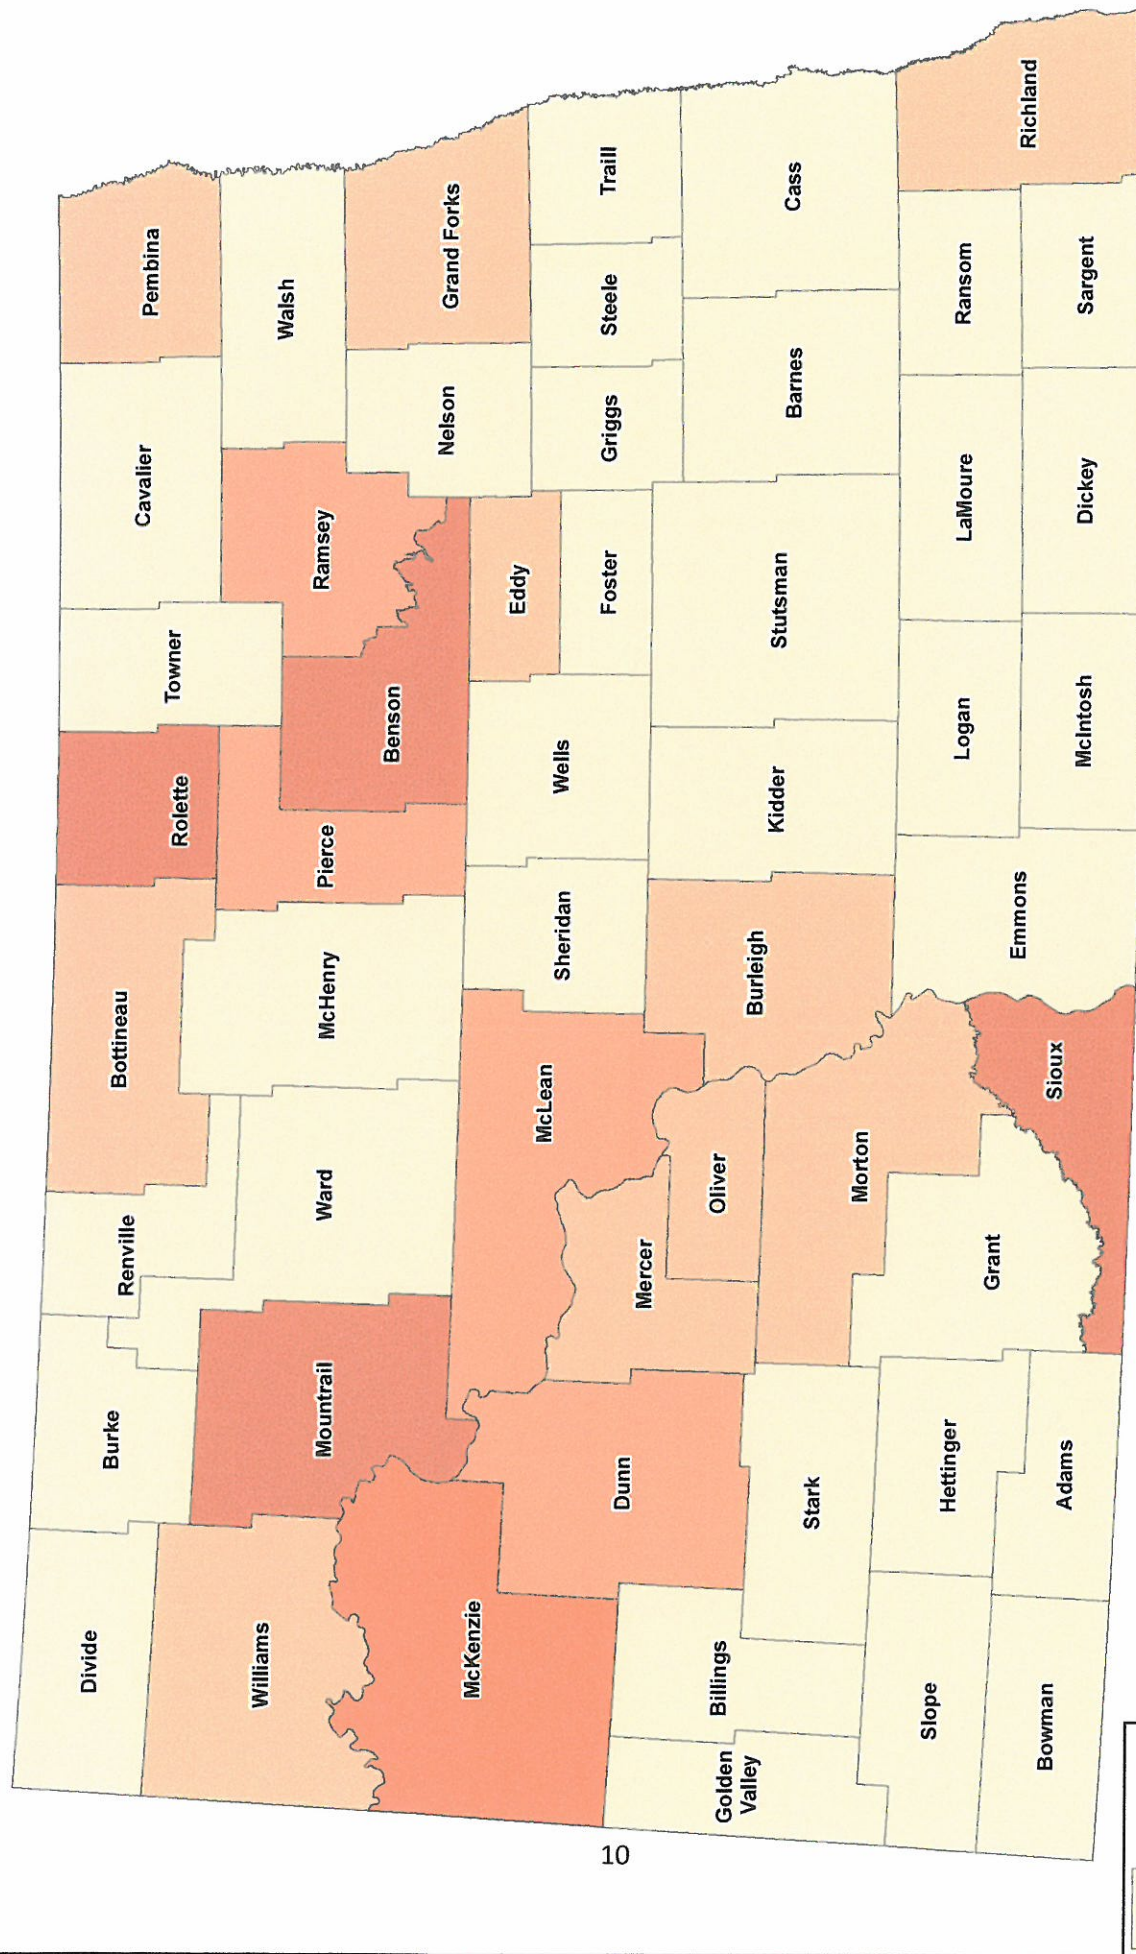 Divide
Burke
Renville
Bottineau
Rolette
Towner
Cavalier
Pembina
Williams
Mountrail
Ward
McHenry
Pierce
Benson
Ramsey
Walsh
Nelson
Grand Forks
McKenzie
Dunn
McLean
Mercer
Oliver
Sheridan
Wells
Eddy
Foster
Griggs
Steele
Traill
Golden
Valley
Billings
Stark
Morton
Burleigh
Kidder
Stutsman
Barnes
Cass
Slope
Hettinger
Grant
Emmons
Logan
LaMoure
Ransom
Richland
Bowman
Adams
Sioux
McIntosh
Dickey
Sargent
10